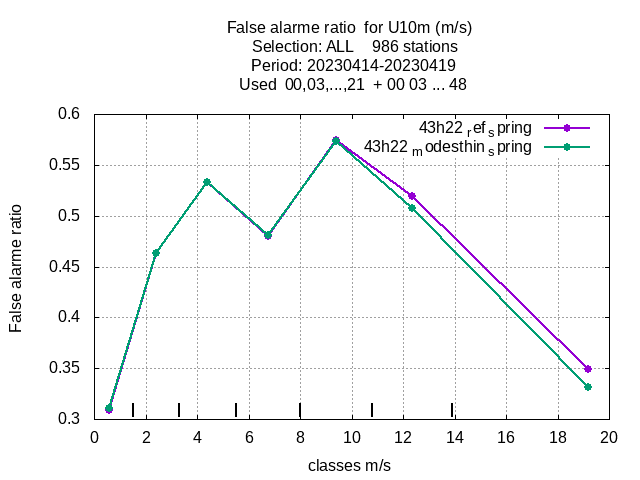 False alarme ratio  for U10m (m/s)
Selection: ALL    986 stations
Period: 20230414-20230419
Used  00,03,...,21  + 00 03 ... 48
43h22 ref spring
43h22 modesthin spring
False alarme ratio
0.6
0.55
0.5
0.45
0.4
0.35
0.3
0 2 4 6 8 10 12 14 16 18 20
classes m/s